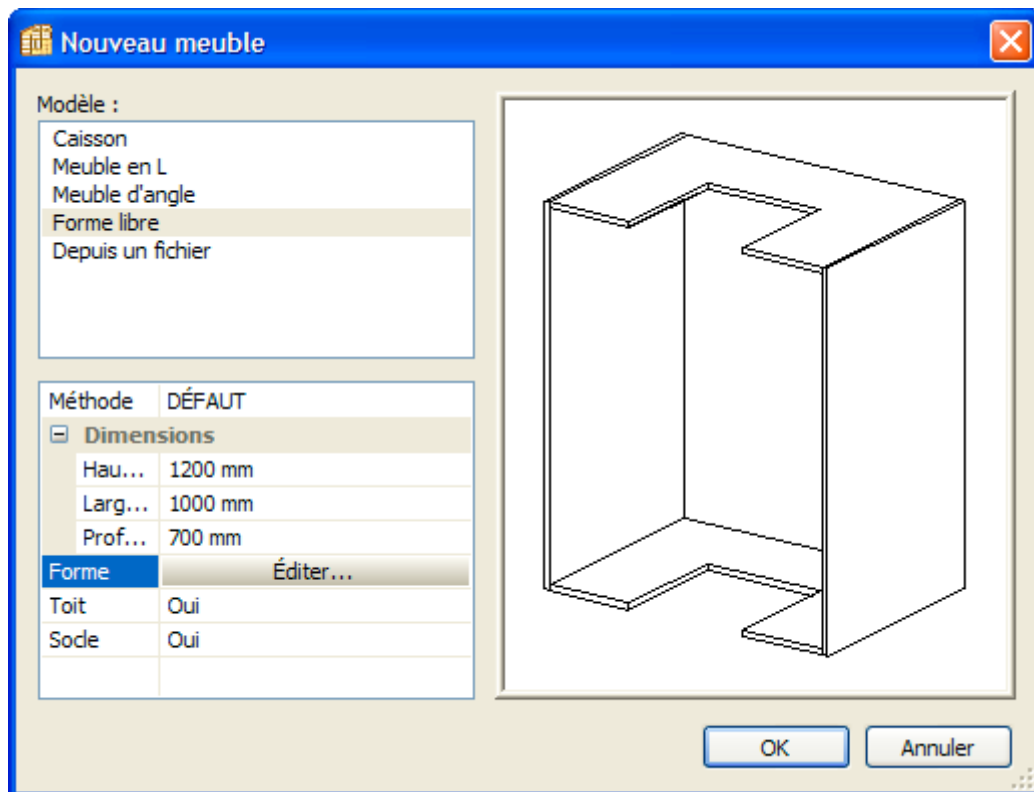 Nouveau meuble
Modèle :
Caisson
Meuble en L
Meuble d'angle
Forme libre
Depuis un fichier
Méthode DÉFAUT
Dimensions
Hau... 1200 mm
Larg... 1000 mm
Prof... 700 mm
Forme Éditer...
Toit Oui
Socle Oui
OK Annuler